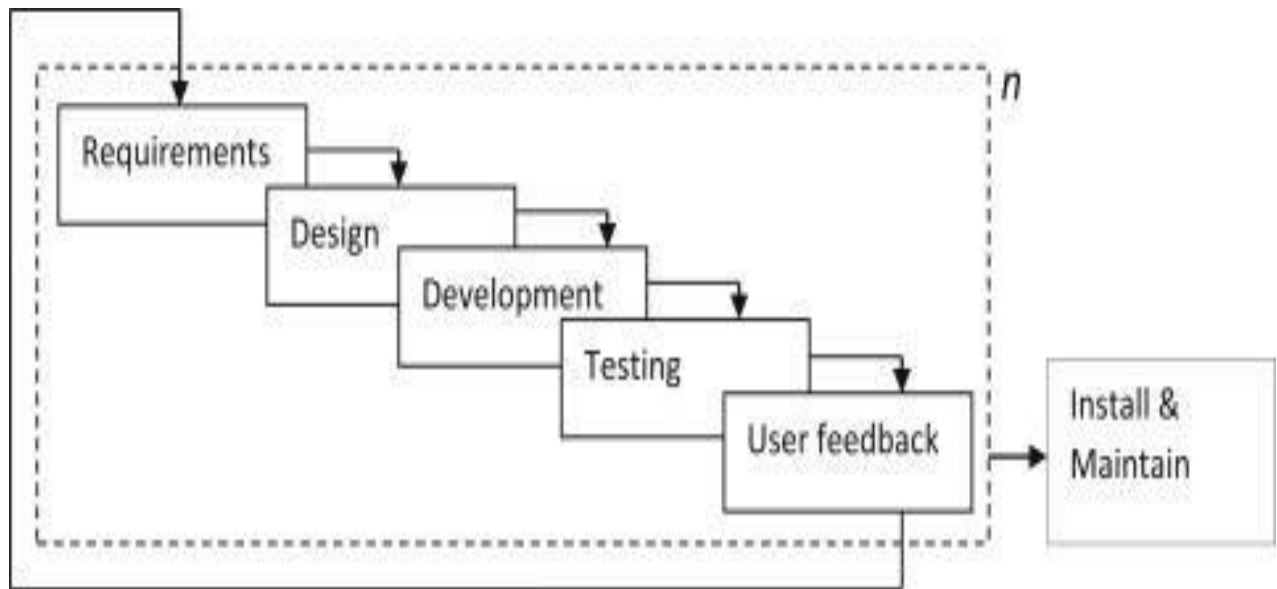 n
Requirements
Design
Development
Testing
User feedback
Install &
Maintain